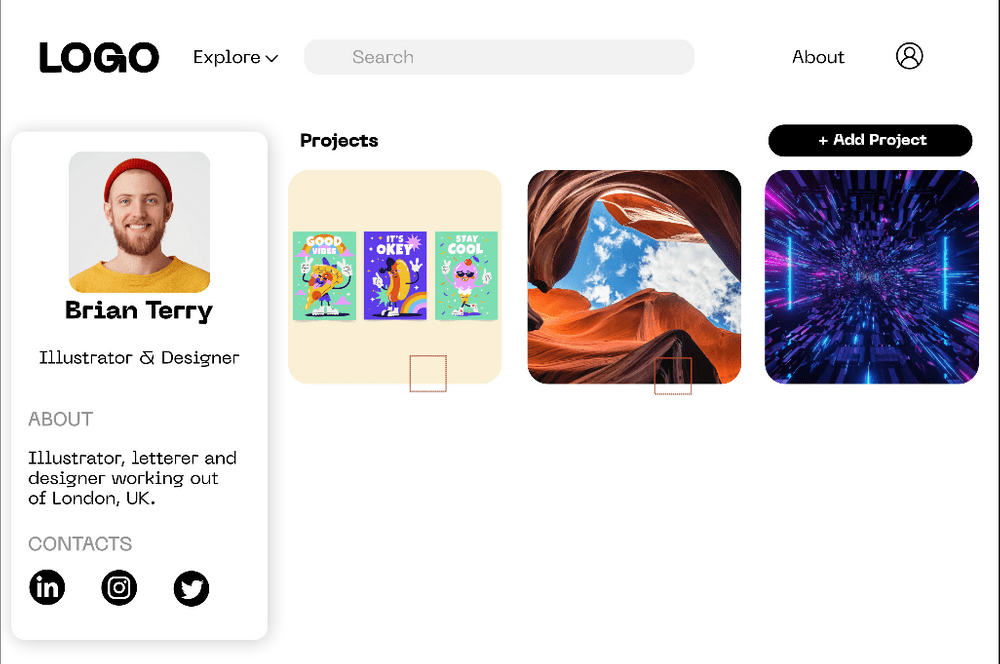 LOGO
Explore
Search
About
Brian Terry
Illustrator & Designer
ABOUT
Illustrator, letterer and
designer working out
of London, UK.
CONTACTS
in
Projects
+ Add Project
GOOD
VIBES
IT'S
OKEY
STAY
COOL